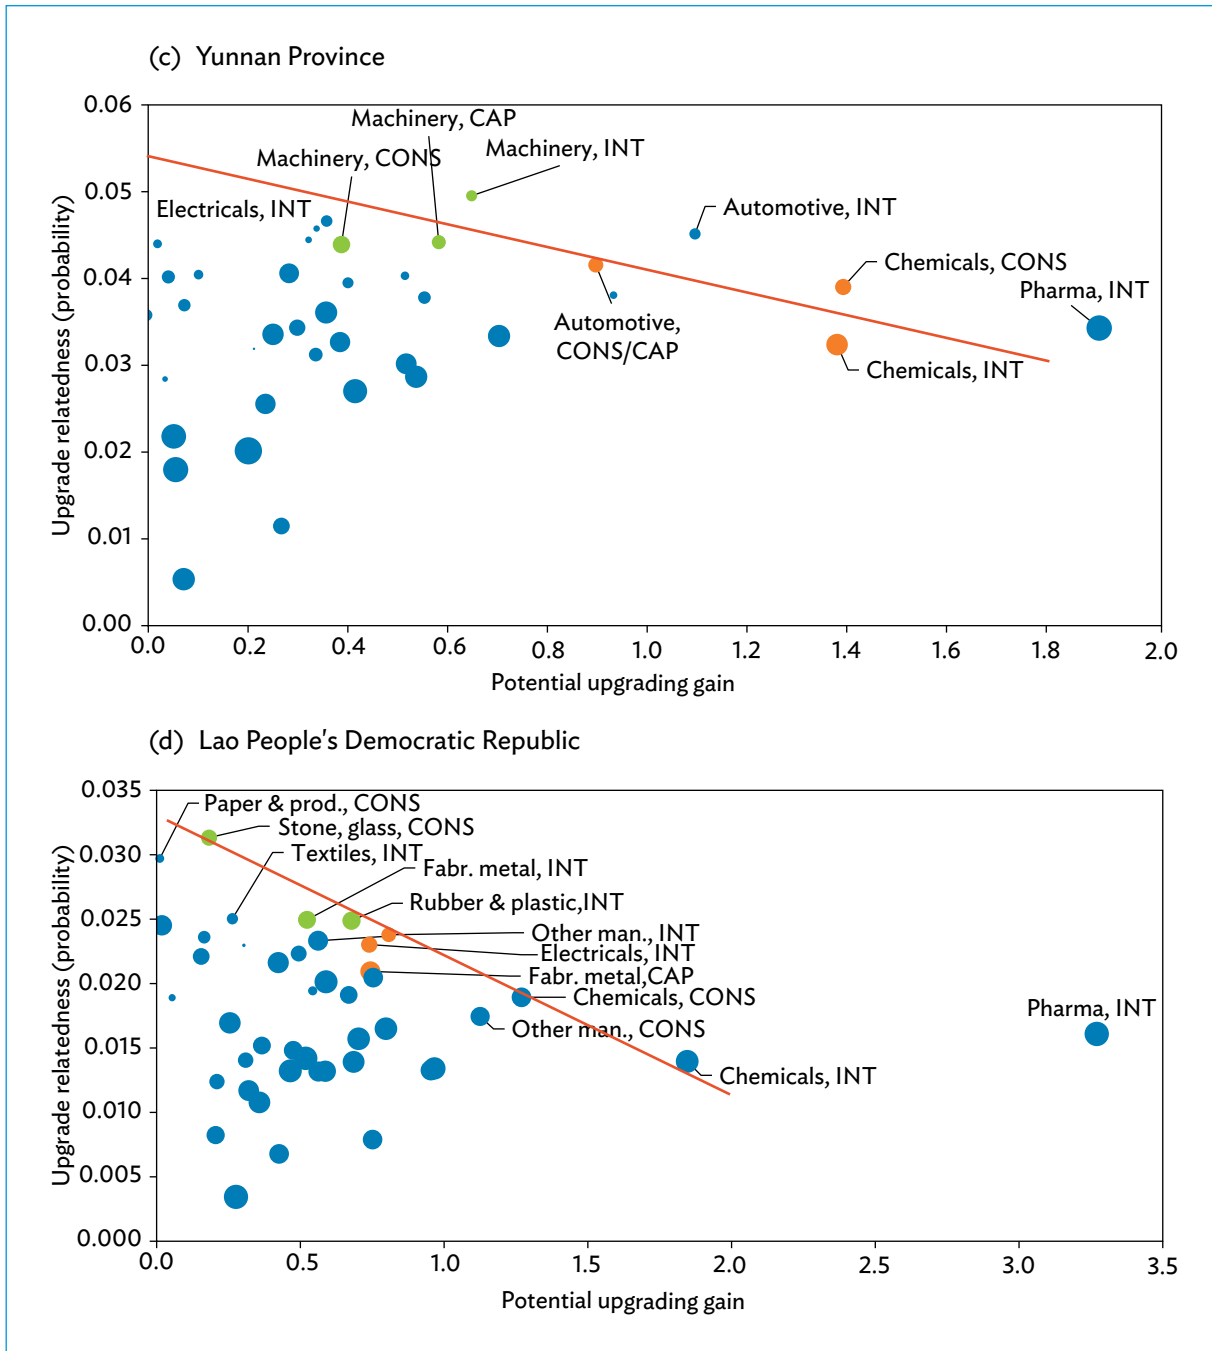 (c) Yunnan Province
0.06
0.05
0.04
0.03
0.02
0.01
0.00
Upgrade relatedness (probability)
Machinery, CAP
Machinery, INT
Machinery, CONS
Electricals, INT
Automotive, INT
Chemicals, CONS
Pharma, INT
Automotive,
CONS/CAP
Chemicals, INT
0.0 0.2 0.4 0.6 0.8 1.0 1.2 1.4 1.6 1.8 2.0
Potential upgrading gain
(d) Lao People's Democratic Republic
0.035
0.030
0.025
0.020
0.015
0.010
0.005
0.000
Upgrade relatedness (probability)
Paper & prod., CONS
Stone, glass, CONS
Textiles, INT
Fabr. metal, INT
Rubber & plastic,INT
Other man., INT
Electricals, INT
Fabr. metal,CAP
Chemicals, CONS
Other man., CONS
Pharma, INT
Chemicals, INT
0.0 0.5 1.0 1.5 2.0 2.5 3.0 3.5
Potential upgrading gain